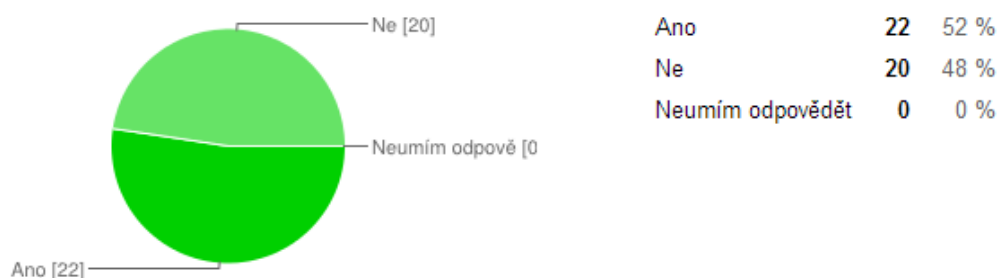 Ne [20]
Neumím odpově [0
Ano [22]
Ano 22 52 %
Ne 20 48 %
Neumím odpovědět 0 0 %